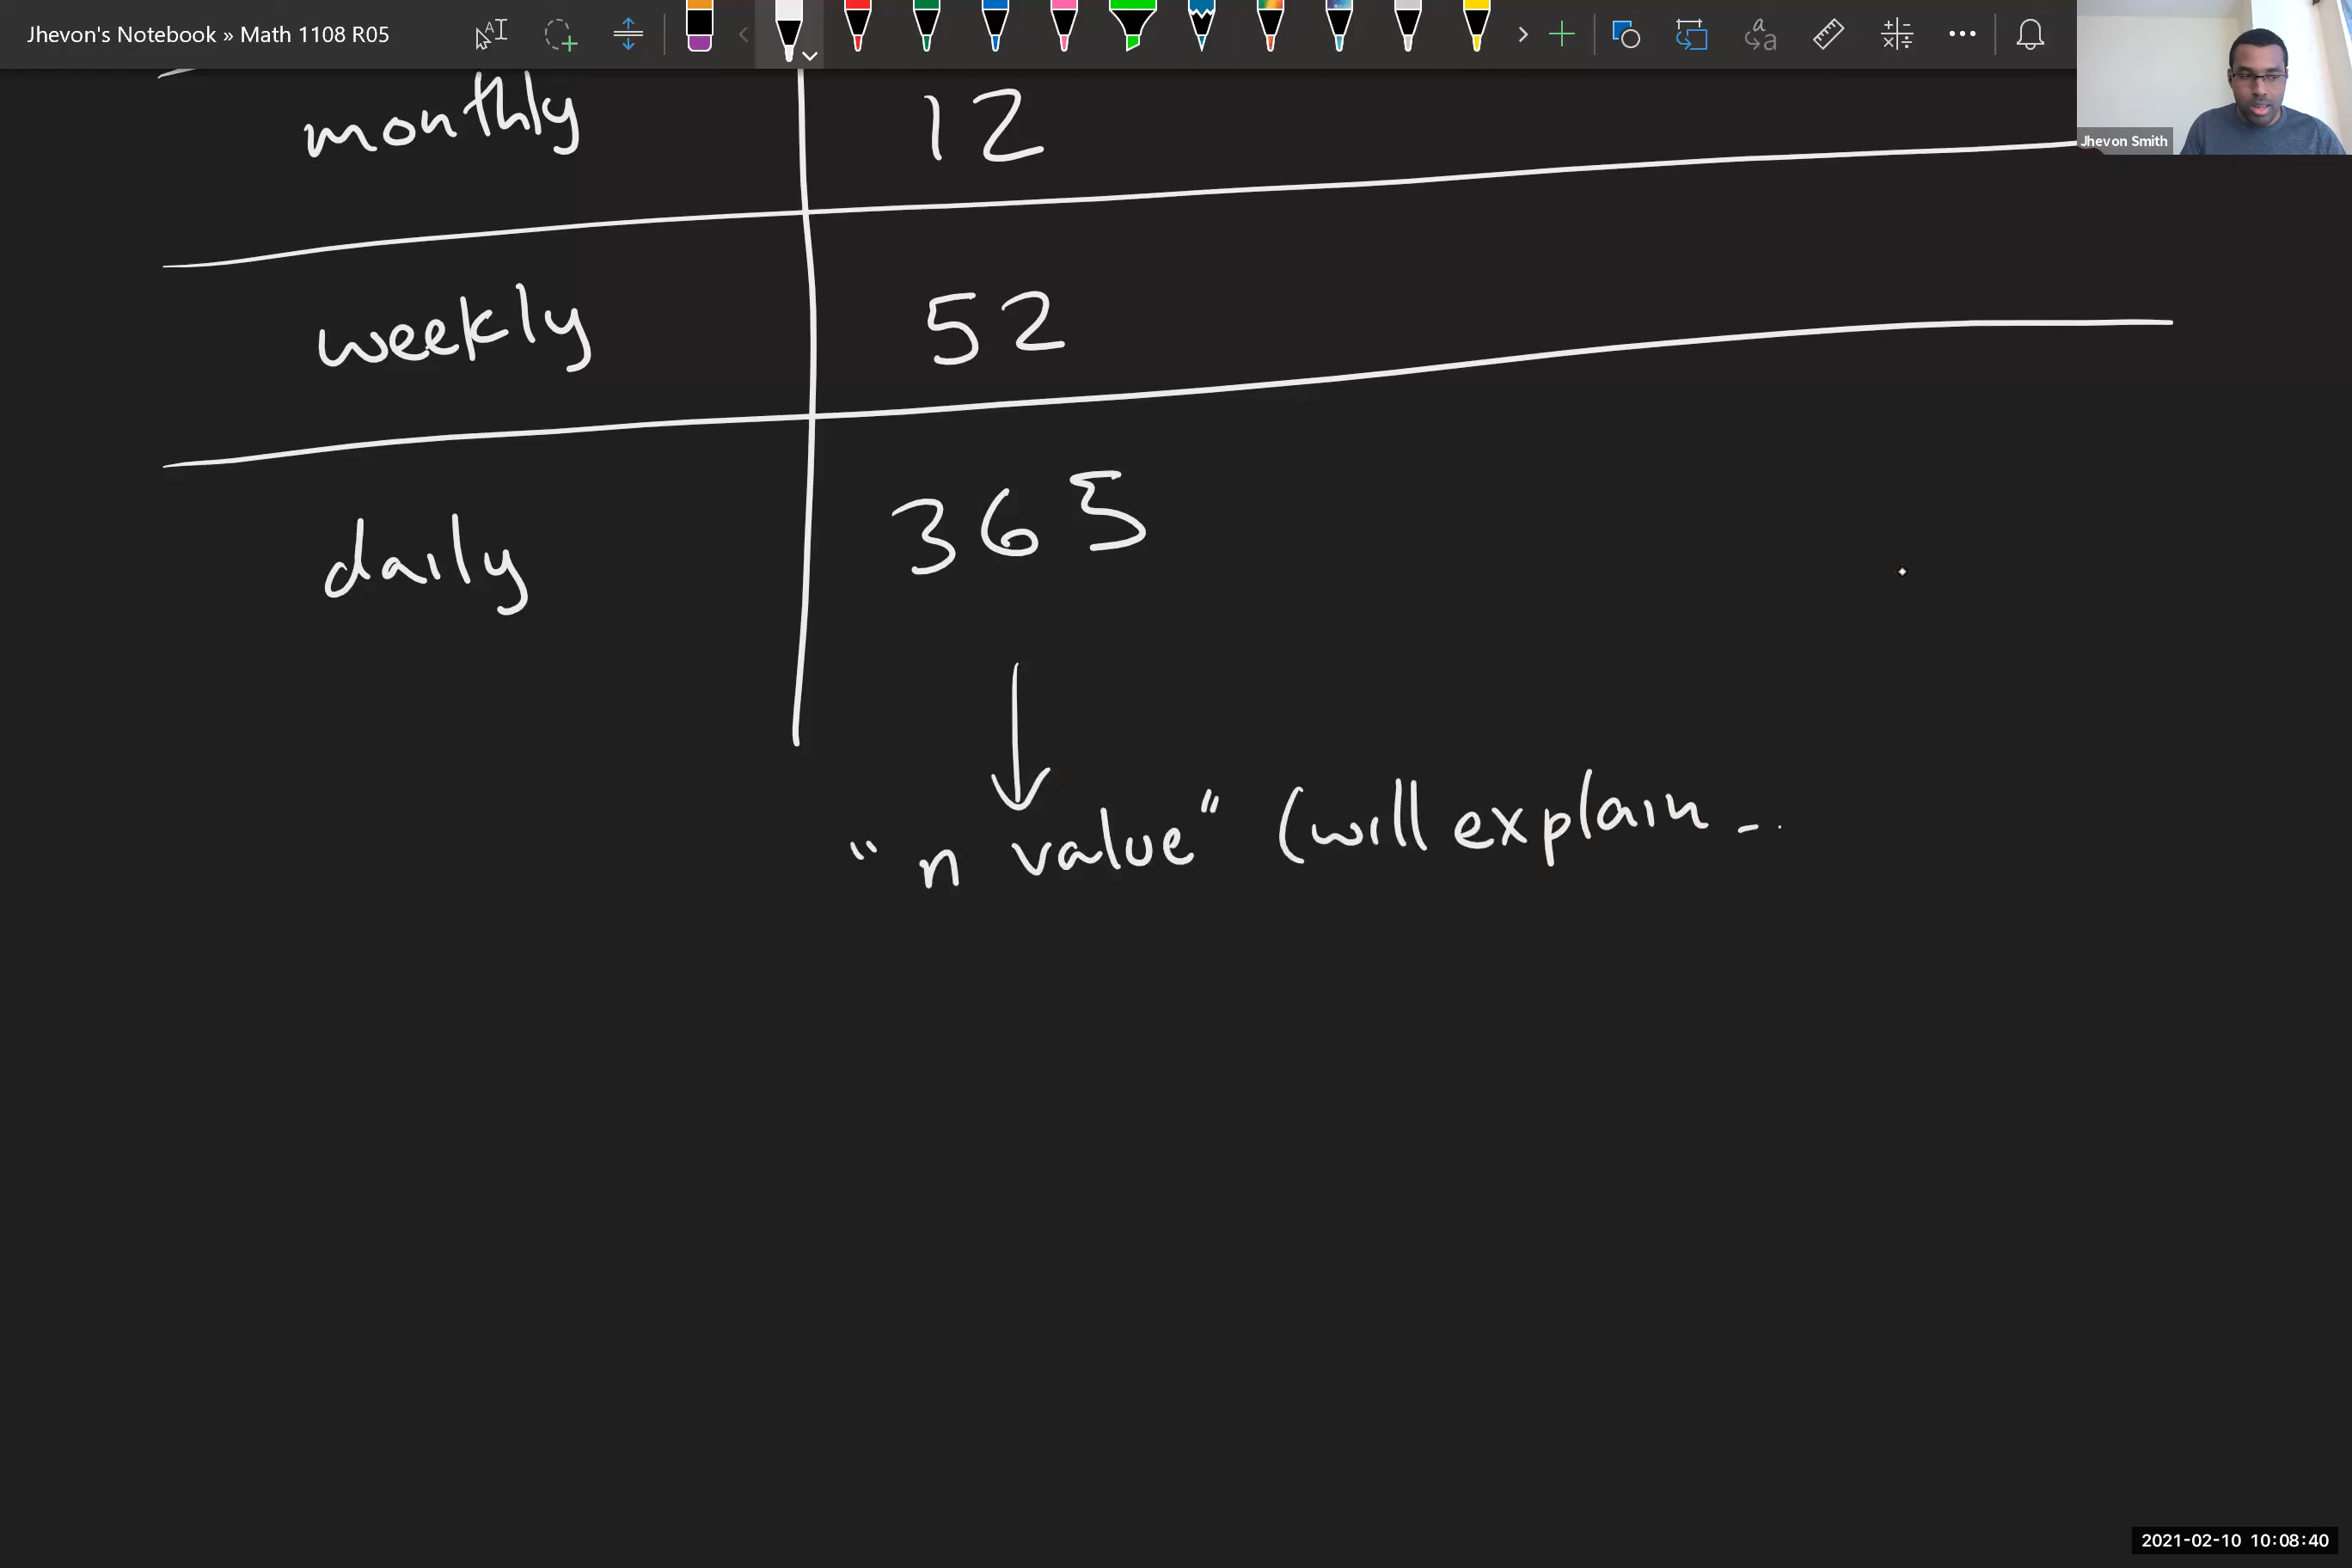 Jhevon's Notebook » Math 1108 R05
Jhevon Smith
monthly 12
weekly 52
daily 365
"n value" (will explain ...
2021-02-10 10:08:40